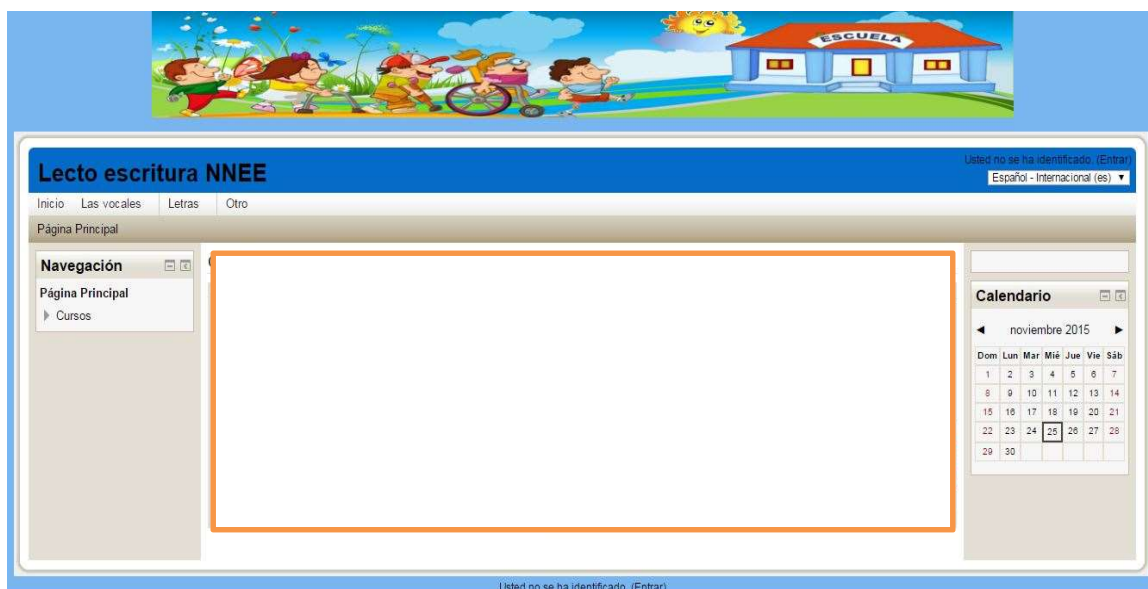 ESCUELA
Usted no se ha identificado. (Entrar)
Lecto escritura NNEE
Español - Internacional (es)
Inicio Las vocales Letras Otro
Página Principal
Navegación
Página Principal
Cursos
Calendario
noviembre 2015
Dom Lun Mar Mié Jue Vie Sáb
1 2 3 4 5 6 7
8 9 10 11 12 13 14
15 16 17 18 19 20 21
22 23 24 25 26 27 28
29 30
Usted no se ha identificado. (Entrar)